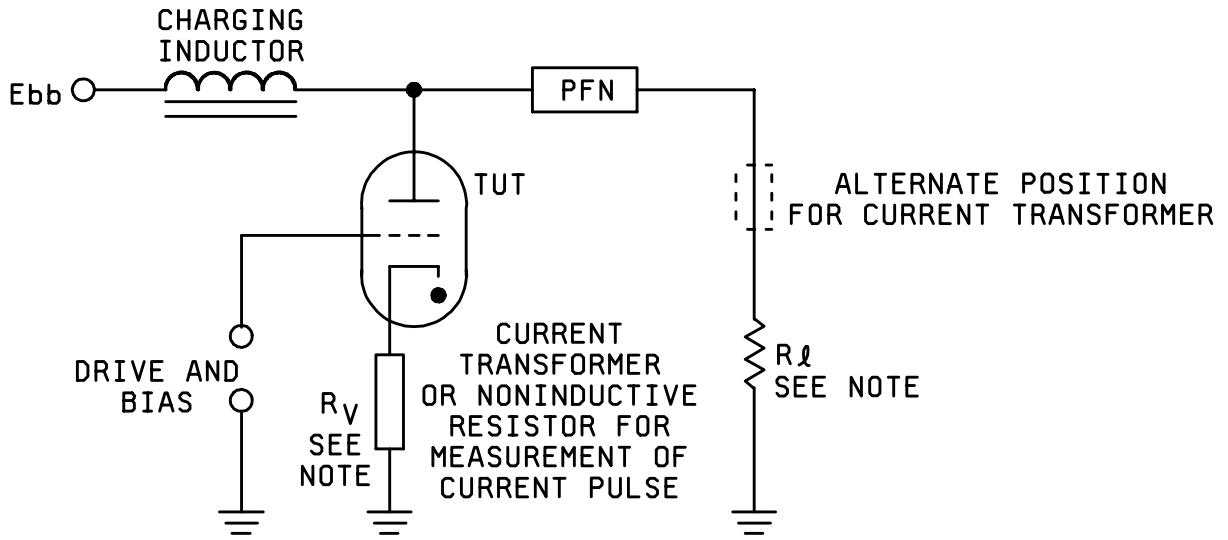 CHARGING
INDUCTOR
Ebb
PFN
TUT
ALTERNATE POSITION
FOR CURRENT TRANSFORMER
DRIVE AND
BIAS
RV
SEE
NOTE
CURRENT
TRANSFORMER
OR NONINDUCTIVE
RESISTOR FOR
MEASUREMENT OF
CURRENT PULSE
Rℓ
SEE NOTE